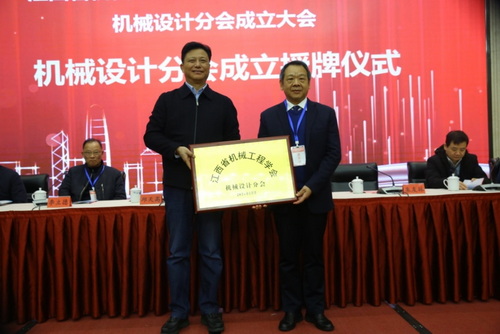 机械设计分会成立大会
机械设计分会成立授牌仪式
江西省机械工程学会
机械设计分会